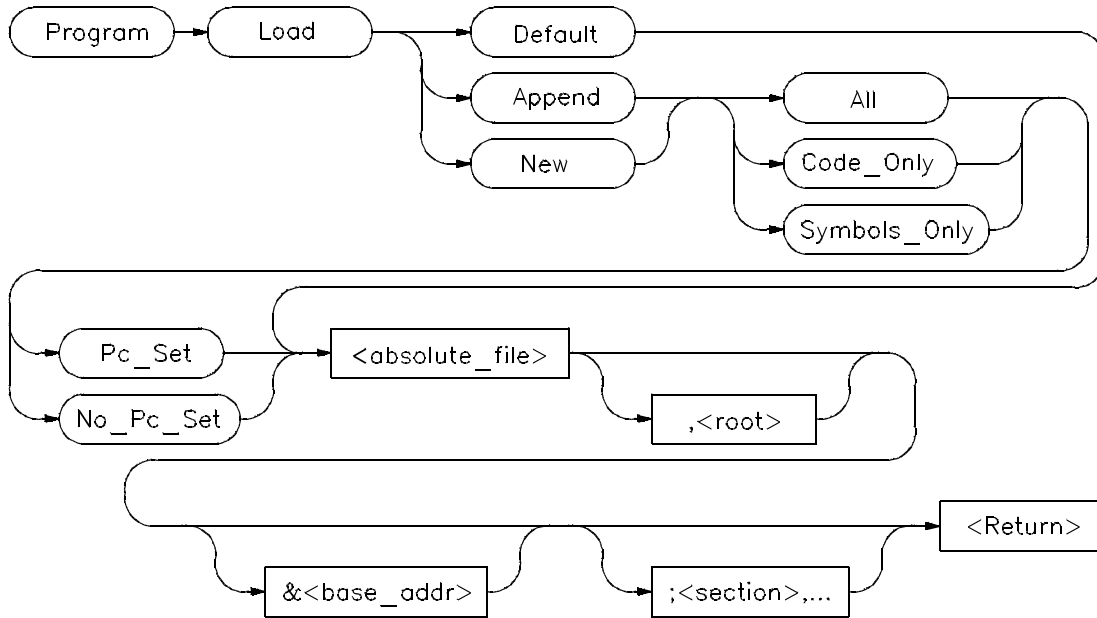 Program Load Default
Append All
New Code_Only
Symbols_Only
Pc_Set <absolute_file>
No_Pc_Set ,<root>
<Return>
&<base_addr> ;<section>,...